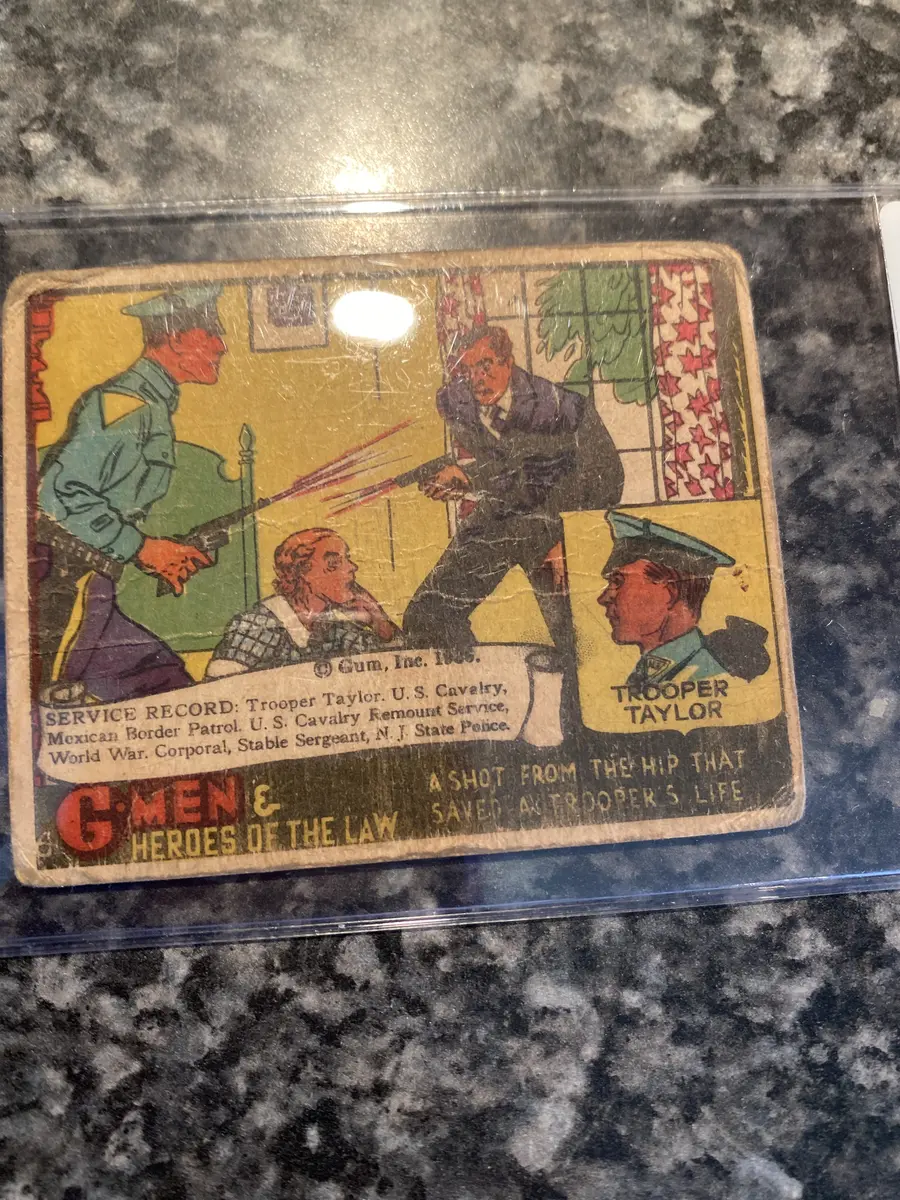 © Gum, Inc.
SERVICE RECORD: Trooper Taylor. U. S. Cavalry,
Mexican Border Patrol. U. S. Cavalry Remount Service,
World War. Corporal, Stable Sergeant, N. J. State Police.
TROOPER
TAYLOR
G-MEN &
HEROES OF THE LAW
A SHOT FROM THE HIP THAT
SAVED A TROOPER'S LIFE